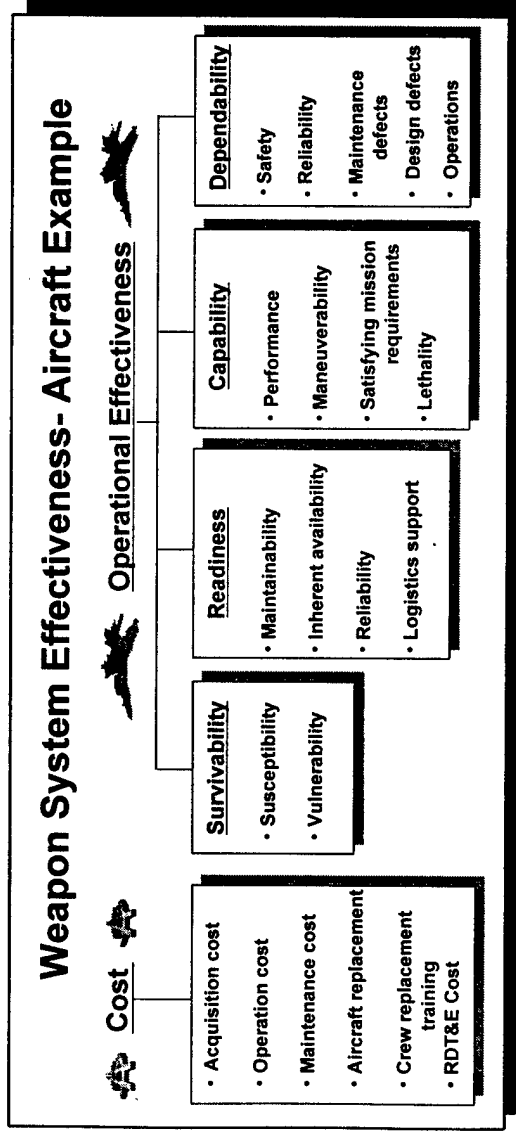 Weapon System Effectiveness- Aircraft Example
Cost
• Acquisition cost
• Operation cost
• Maintenance cost
• Aircraft replacement
• Crew replacement
training
• RDT&E Cost
Operational Effectiveness
Survivability
• Susceptibility
• Vulnerability
Readiness
• Maintainability
• Inherent availability
• Reliability
• Logistics support
Capability
• Performance
• Maneuverability
• Satisfying mission
requirements
• Lethality
Dependability
• Safety
• Reliability
• Maintenance
defects
• Design defects
• Operations